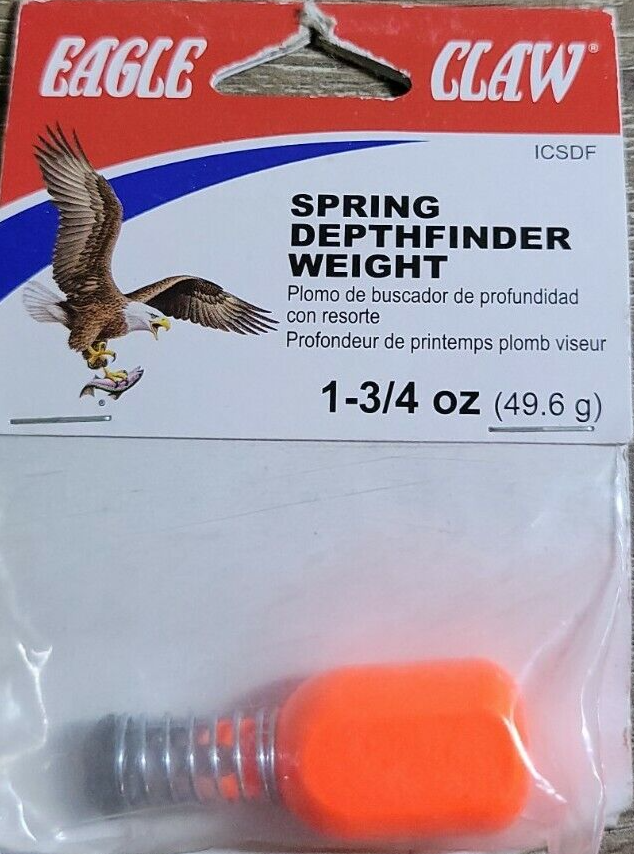 EAGLE CLAW®
ICSDF
SPRING
DEPTHFINDER
WEIGHT
Plomo de buscador de profundidad
con resorte
Profondeur de printemps plomb viseur
1-3/4 oz (49.6 g)
®